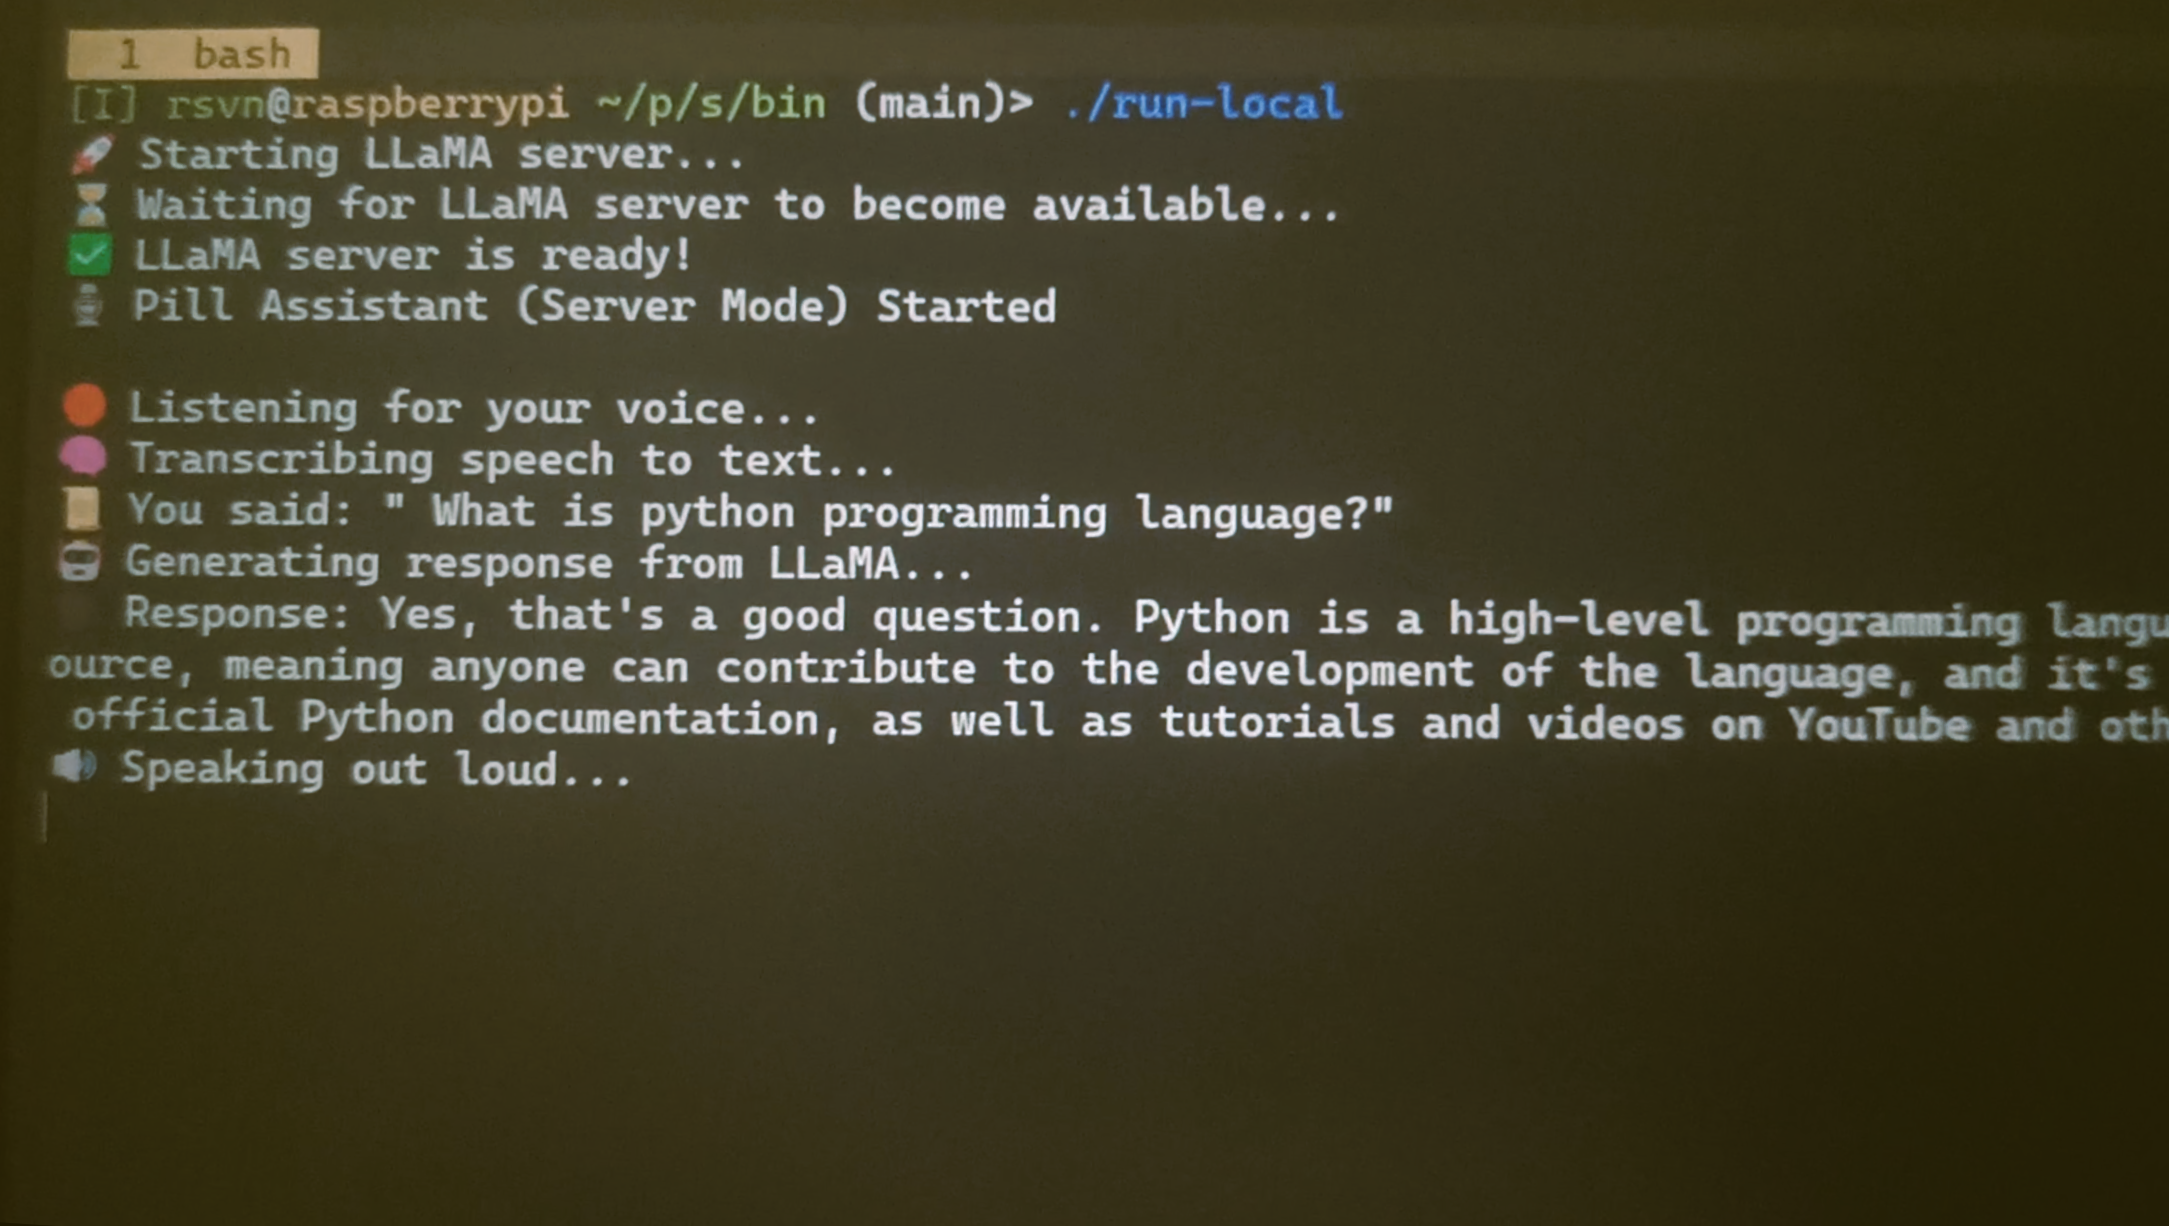 1 bash
[I] rsvn@raspberrypi ~/p/s/bin (main)> ./run-local
🚀 Starting LLaMA server...
⏳ Waiting for LLaMA server to become available...
✅ LLaMA server is ready!
Pill Assistant (Server Mode) Started
🔴 Listening for your voice...
🧠 Transcribing speech to text...
You said: " What is python programming language?"
Generating response from LLaMA...
Response: Yes, that's a good question. Python is a high-level programming langu
ource, meaning anyone can contribute to the development of the language, and it's
official Python documentation, as well as tutorials and videos on YouTube and oth
🔊 Speaking out loud...